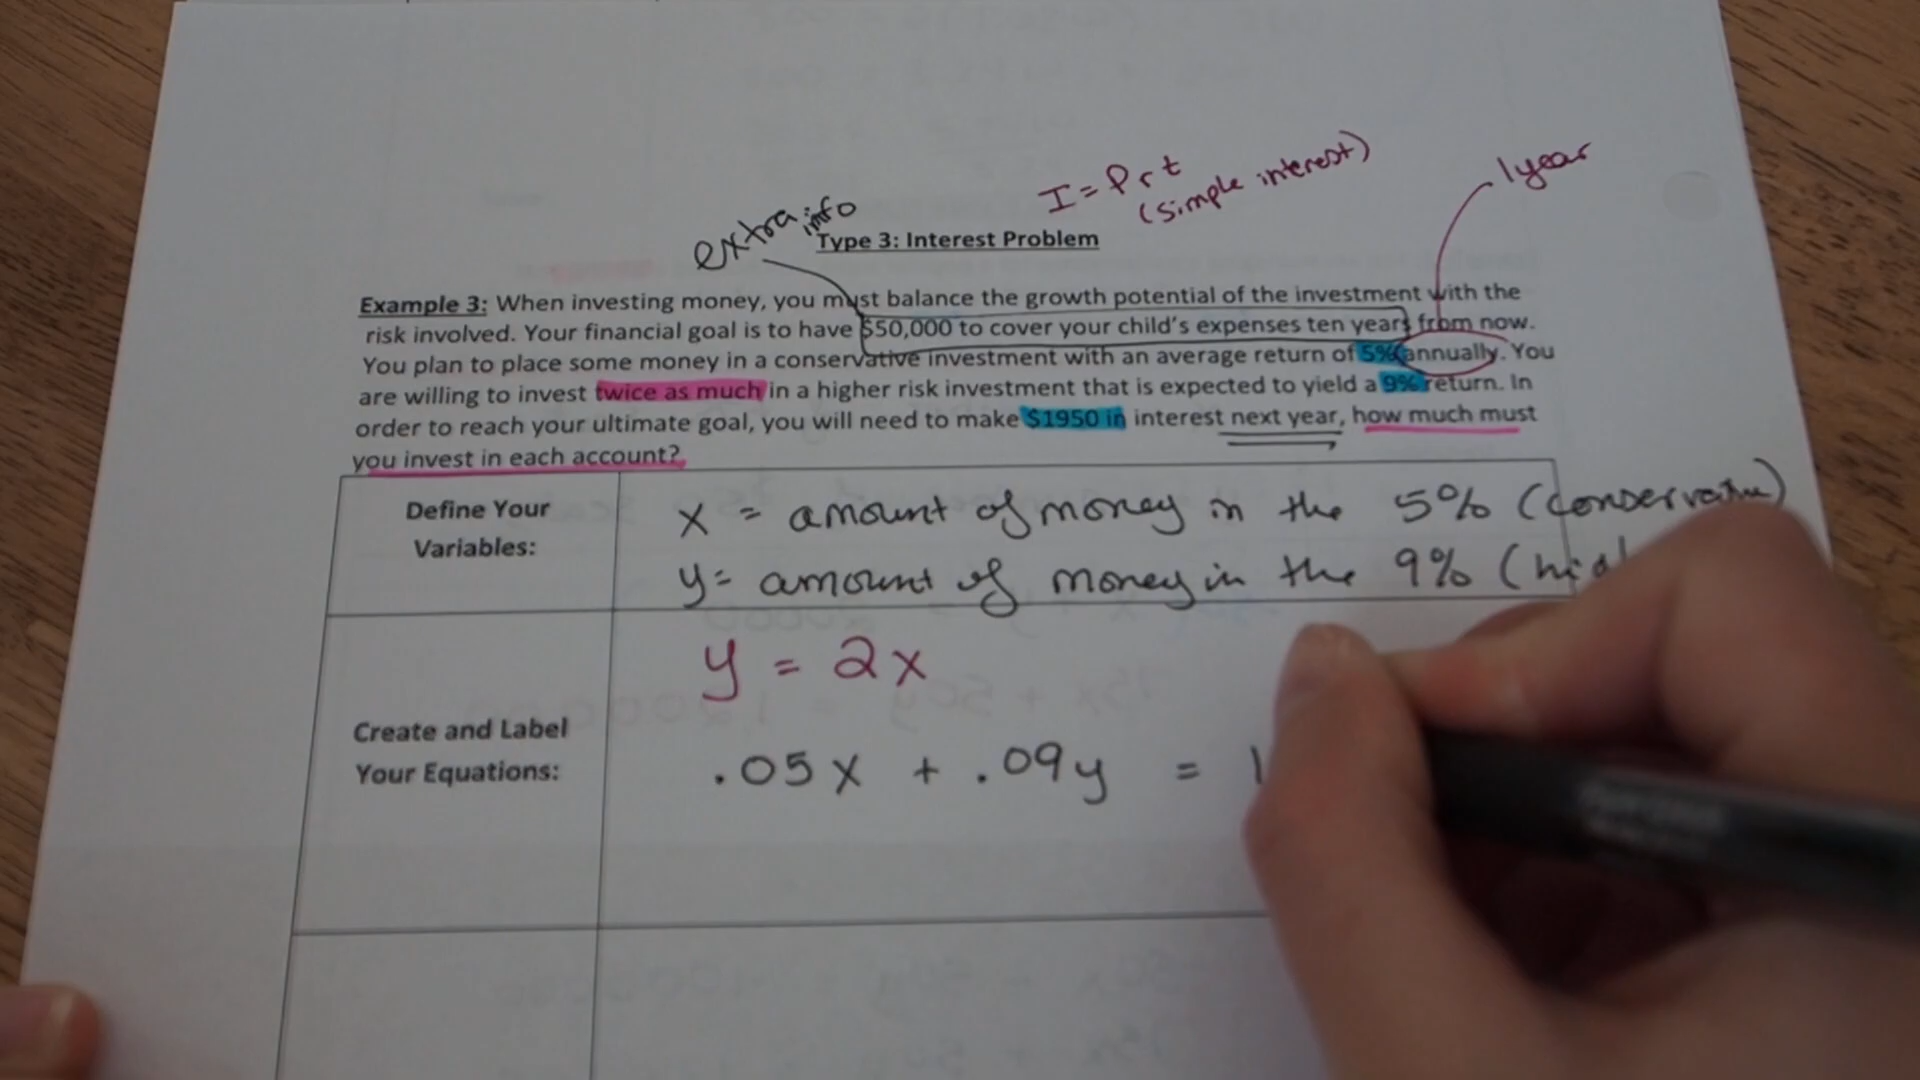 1year
I = Prt
(simple interest)
extra info
Type 3: Interest Problem
Example 3: When investing money, you must balance the growth potential of the investment with the
risk involved. Your financial goal is to have $50,000 to cover your child's expenses ten years from now.
You plan to place some money in a conservative investment with an average return of 5% annually. You
are willing to invest twice as much in a higher risk investment that is expected to yield a 9% return. In
order to reach your ultimate goal, you will need to make $1950 in interest next year, how much must
you invest in each account?
Define Your
Variables:
x = amount of money in the 5% (conservative)
y = amount of money in the 9% (hig
Create and Label
Your Equations:
y = 2x
.05x + .09y = 1